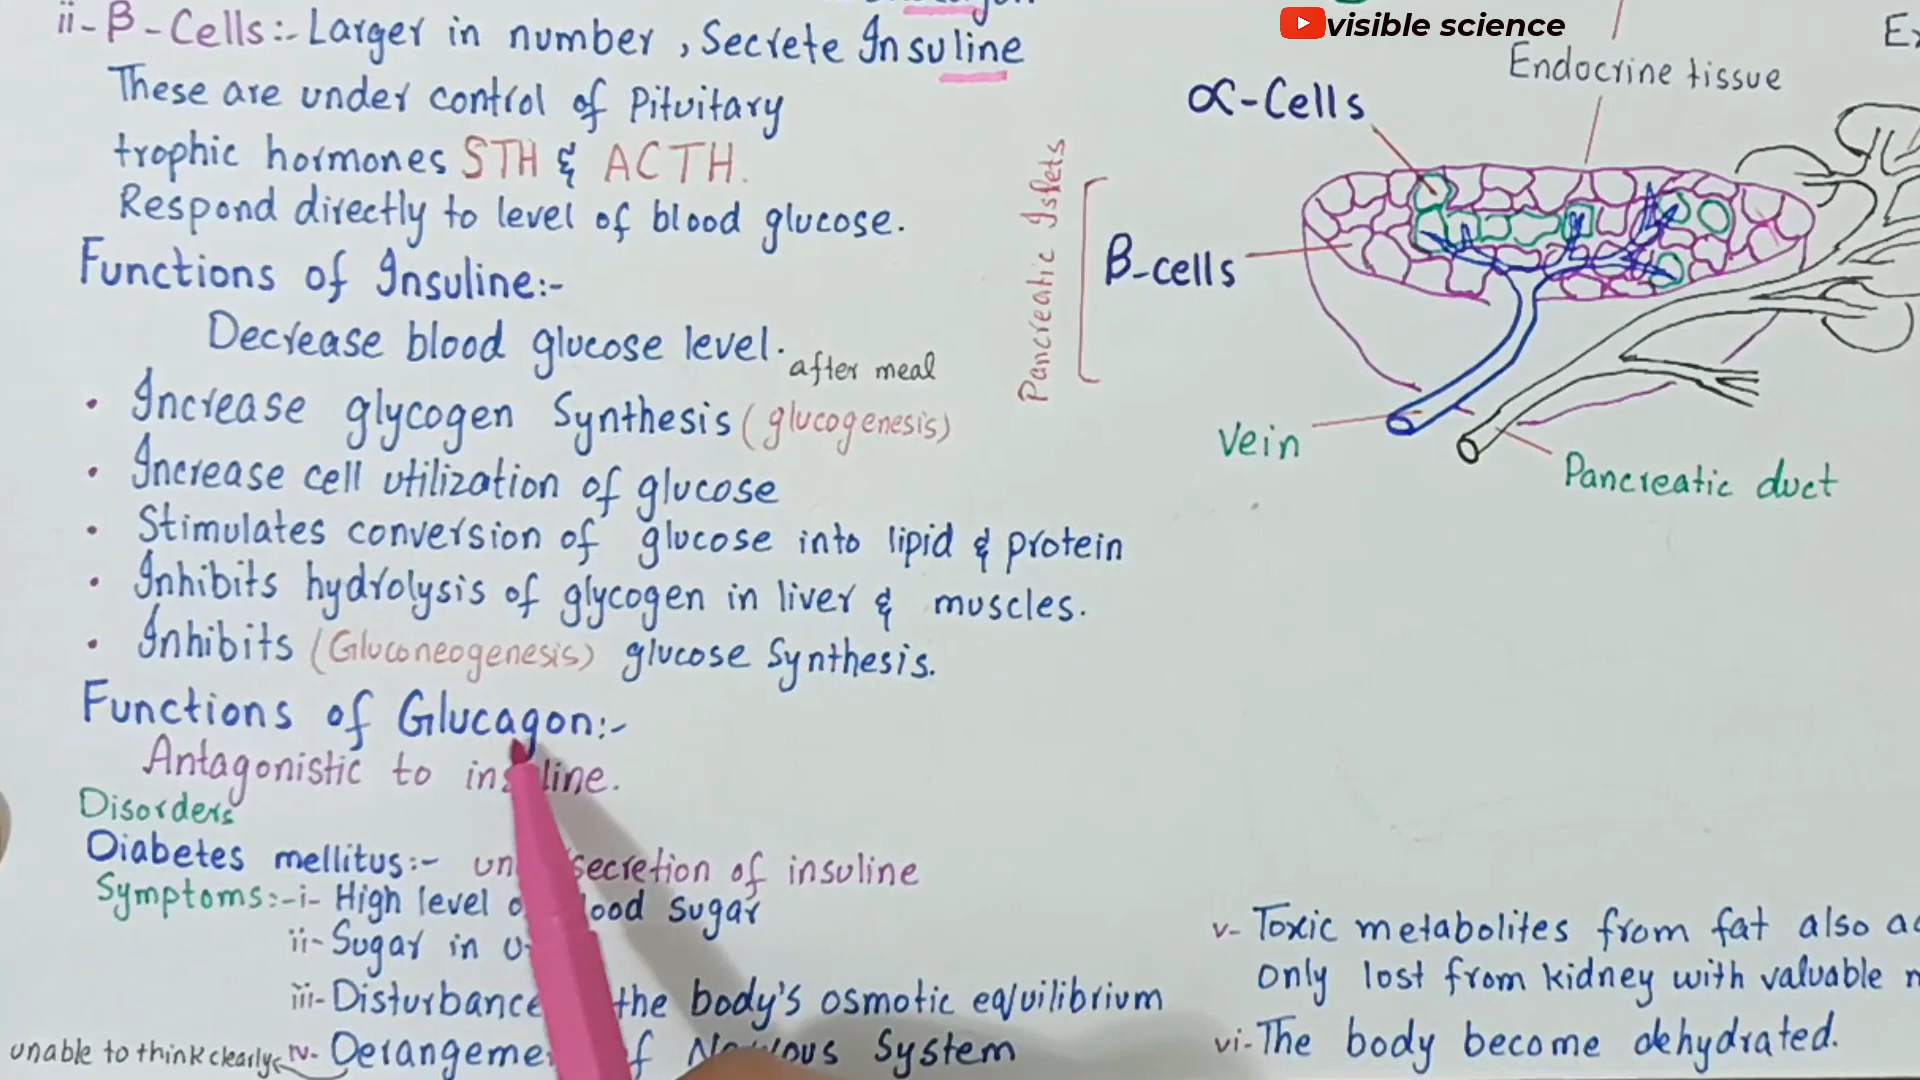 ii-β-Cells:- Larger in number, Secrete Insuline
These are under control of Pituitary
trophic hormones STH & ACTH.
Respond directly to level of blood glucose.
Functions of Insuline:-
Decrease blood glucose level. after meal
• Increase glycogen Synthesis (glucogenesis)
• Increase cell utilization of glucose
• Stimulates conversion of glucose into lipid & protein
• Inhibits hydrolysis of glycogen in liver & muscles.
• Inhibits (Gluconeogenesis) glucose Synthesis.
Functions of Glucagon:-
Antagonistic to insuline.
Disorders
Diabetes mellitus:- secretion of insuline
Symptoms:-i- High level blood sugar
ii- Sugar in
iii- Disturbance the body's osmotic equilibrium
unable to think clearly iv- of Nervous System
visible science
Endocrine tissue
α-Cells
Pancreatic Islets
β-cells
Vein
Pancreatic duct
v- Toxic metabolites from fat also
only lost from kidney with valuable
vi- The body become dehydrated.